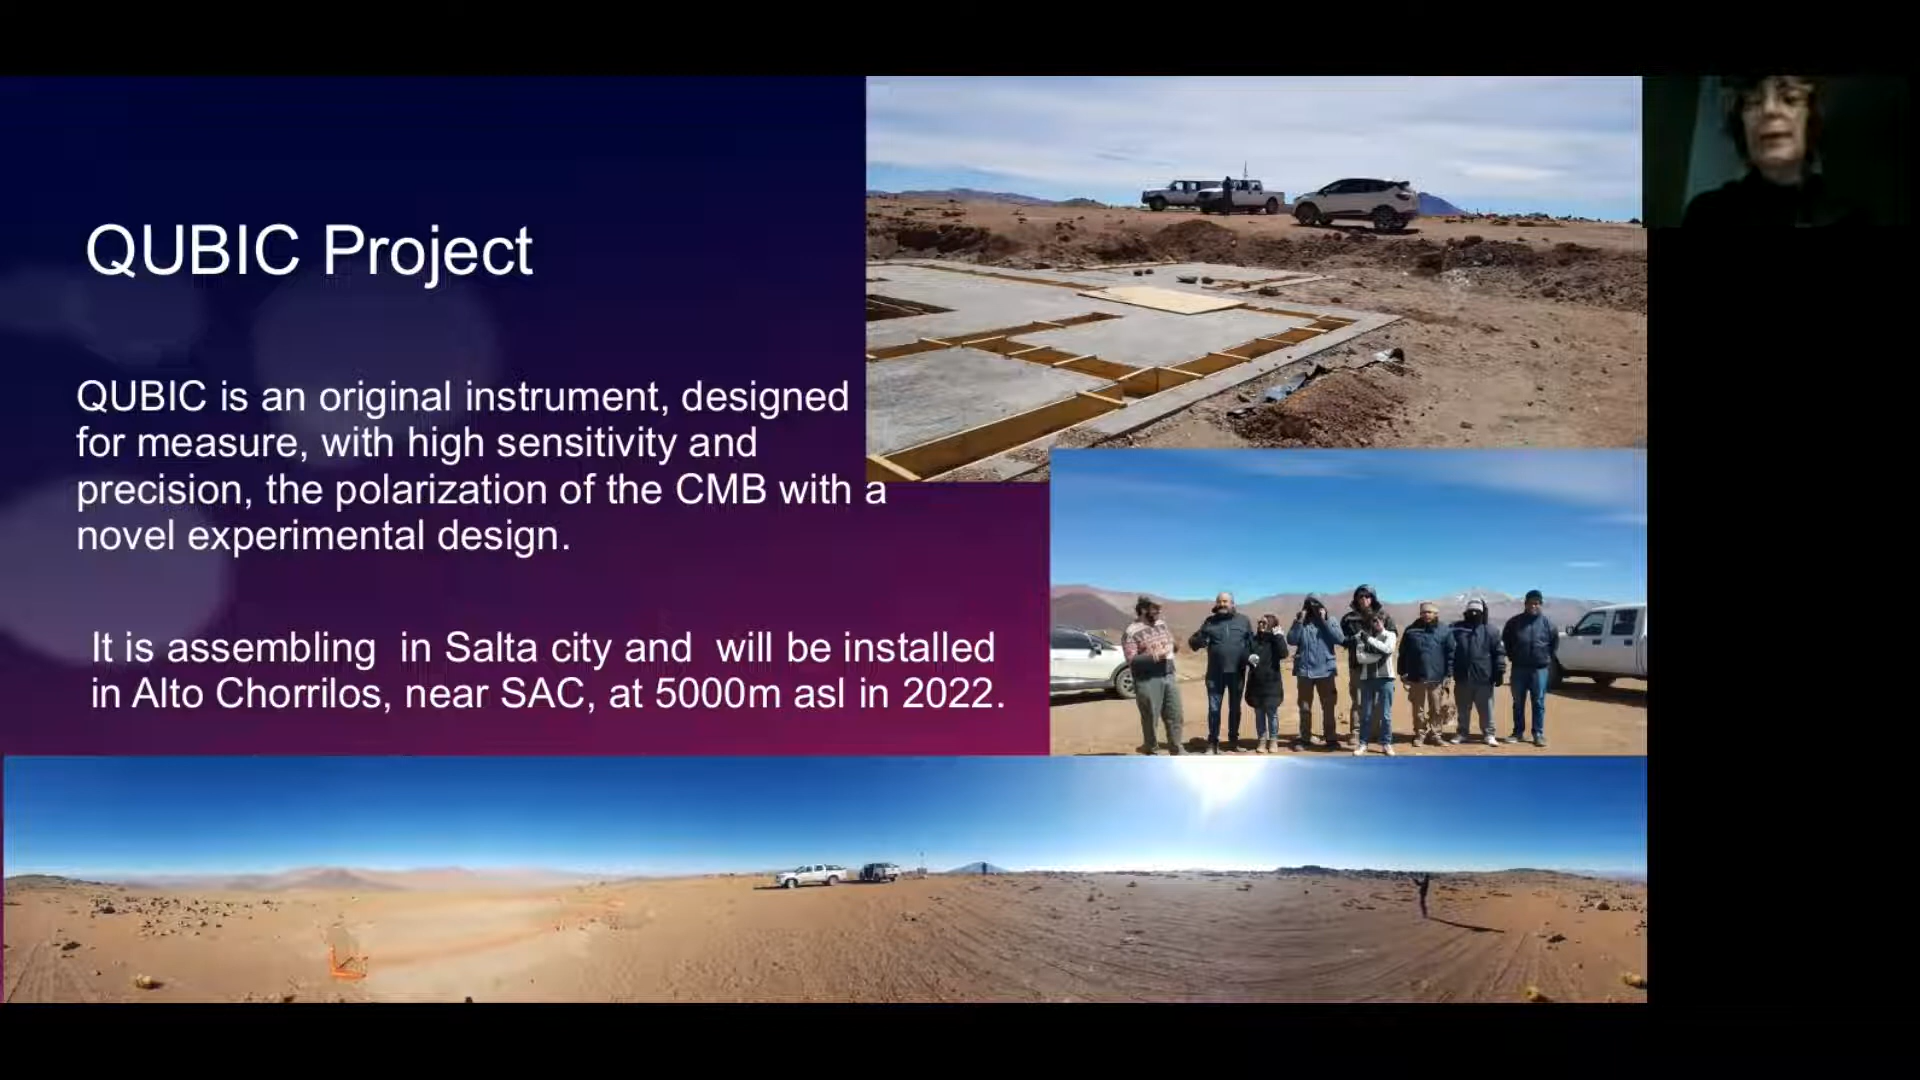 QUBIC Project
QUBIC is an original instrument, designed
for measure, with high sensitivity and
precision, the polarization of the CMB with a
novel experimental design.
It is assembling  in Salta city and  will be installed
in Alto Chorrilos, near SAC, at 5000m asl in 2022.